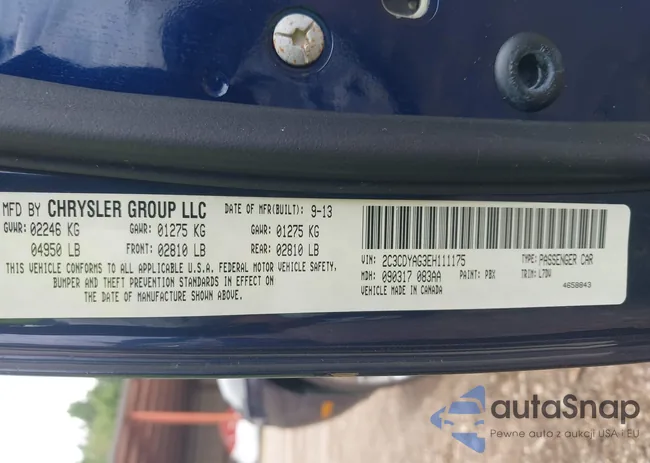 MFD BY CHRYSLER GROUP LLC DATE OF MFR(BUILT): 9-13
GVWR: 02246 KG GAWR: 01275 KG GAWR: 01275 KG
04950 LB FRONT: 02810 LB REAR: 02810 LB
THIS VEHICLE CONFORMS TO ALL APPLICABLE U.S.A. FEDERAL MOTOR VEHICLE SAFETY,
BUMPER AND THEFT PREVENTION STANDARDS IN EFFECT ON
THE DATE OF MANUFACTURE SHOWN ABOVE.
VIN: 2C3CDYAG3EH111175 TYPE: PASSENGER CAR
MDH: 090317 083AA PAINT: PBX TRIM: L7DV
VEHICLE MADE IN CANADA 4658843
autaSnap
Pewne auto z aukcji USA i EU